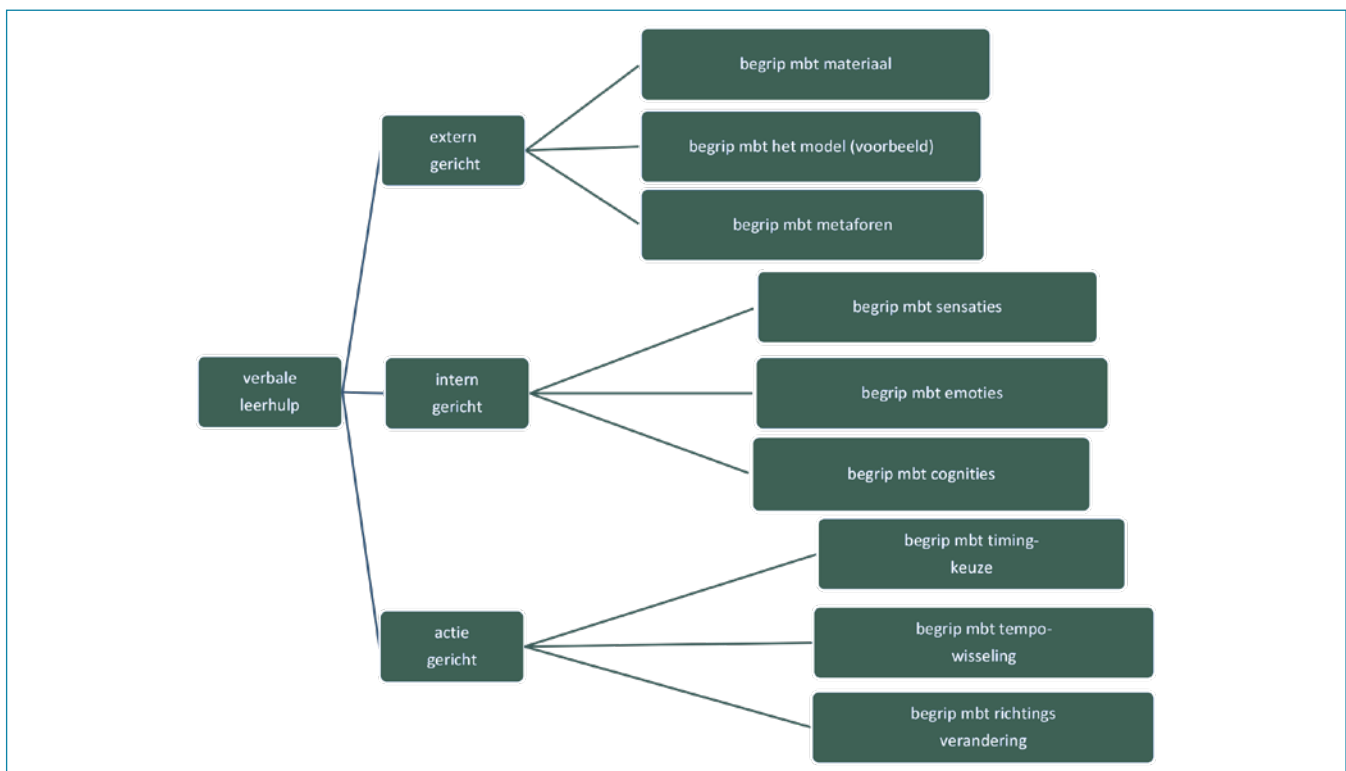 begrip mbt materiaal
extern
gericht
begrip mbt het model (voorbeeld)
begrip mbt metaforen
begrip mbt sensaties
verbale
leerhulp
intern
gericht
begrip mbt emoties
begrip mbt cognities
begrip mbt timing-
keuze
actie
gericht
begrip mbt tempo-
wisseling
begrip mbt richtings
verandering